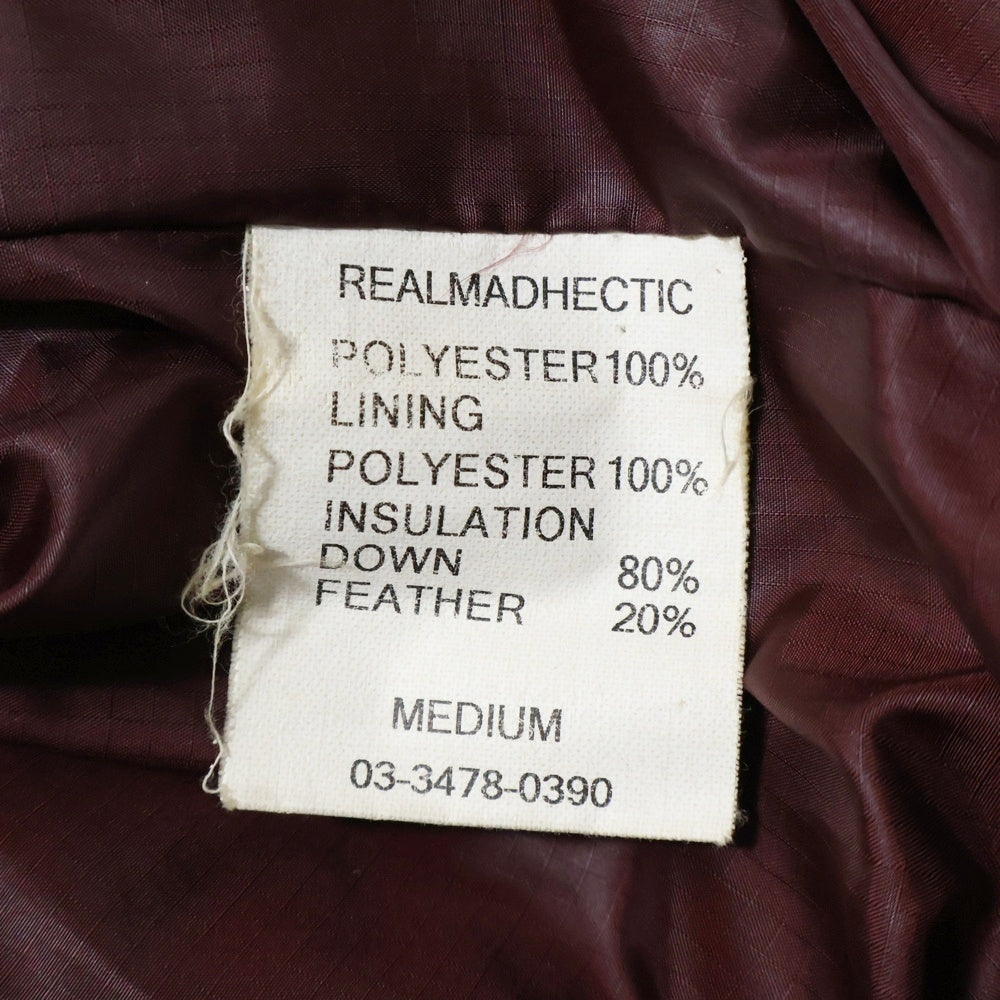 REALMADHECTIC
POLYESTER 100%
LINING
POLYESTER 100%
INSULATION
DOWN 80%
FEATHER 20%
MEDIUM
03-3478-0390